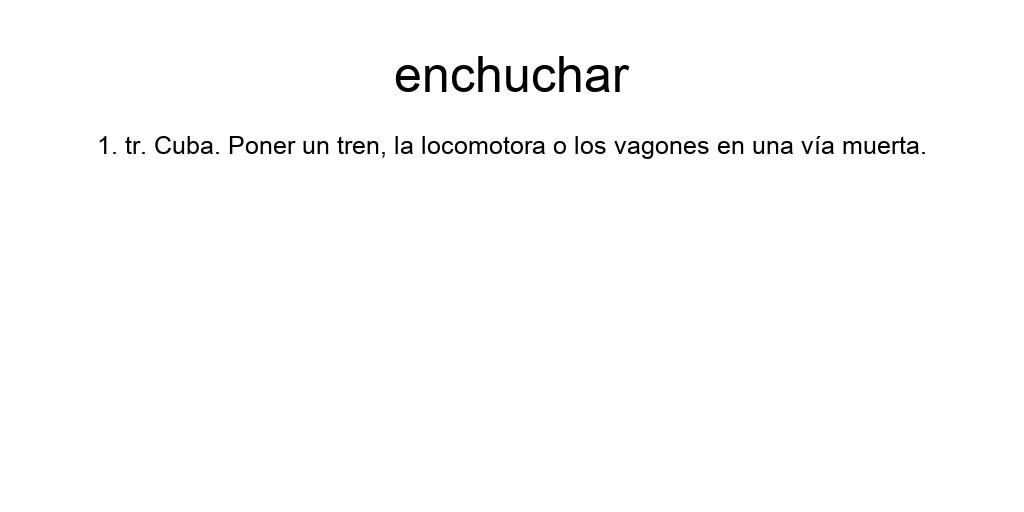 enchuchar
1. tr. Cuba. Poner un tren, la locomotora o los vagones en una vía muerta.